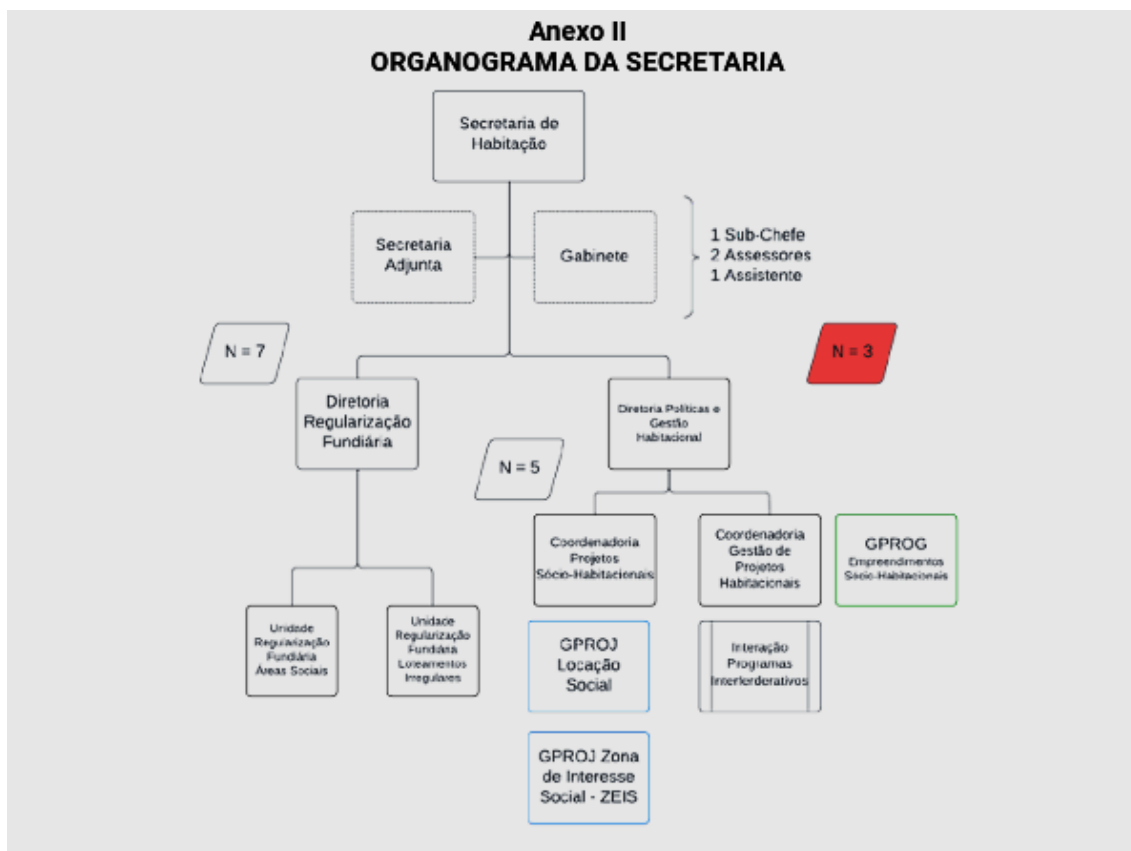 Anexo II
ORGANOGRAMA DA SECRETARIA
Secretaria de
Habitação
Secretaria
Adjunta
Gabinete
1 Sub-Chefe
2 Assessores
1 Assistente
N = 7
N = 3
Diretoria
Regularização
Fundiária
Diretoria Políticas e
Gestão
Habitacional
N = 5
Coordenadoria
Projetos
Sócio-Habitacionais
Coordenadoria
Gestão de
Projetos
Habitacionais
GPROG
Empreendimentos
Sócio-Habitacionais
Unidade
Regularização
Fundiária
Áreas Sociais
Unidade
Regularização
Fundiária
Loteamentos
Irregulares
GPROJ
Locação
Social
Interação
Programas
Interferderativos
GPROJ Zona
de Interesse
Social - ZEIS